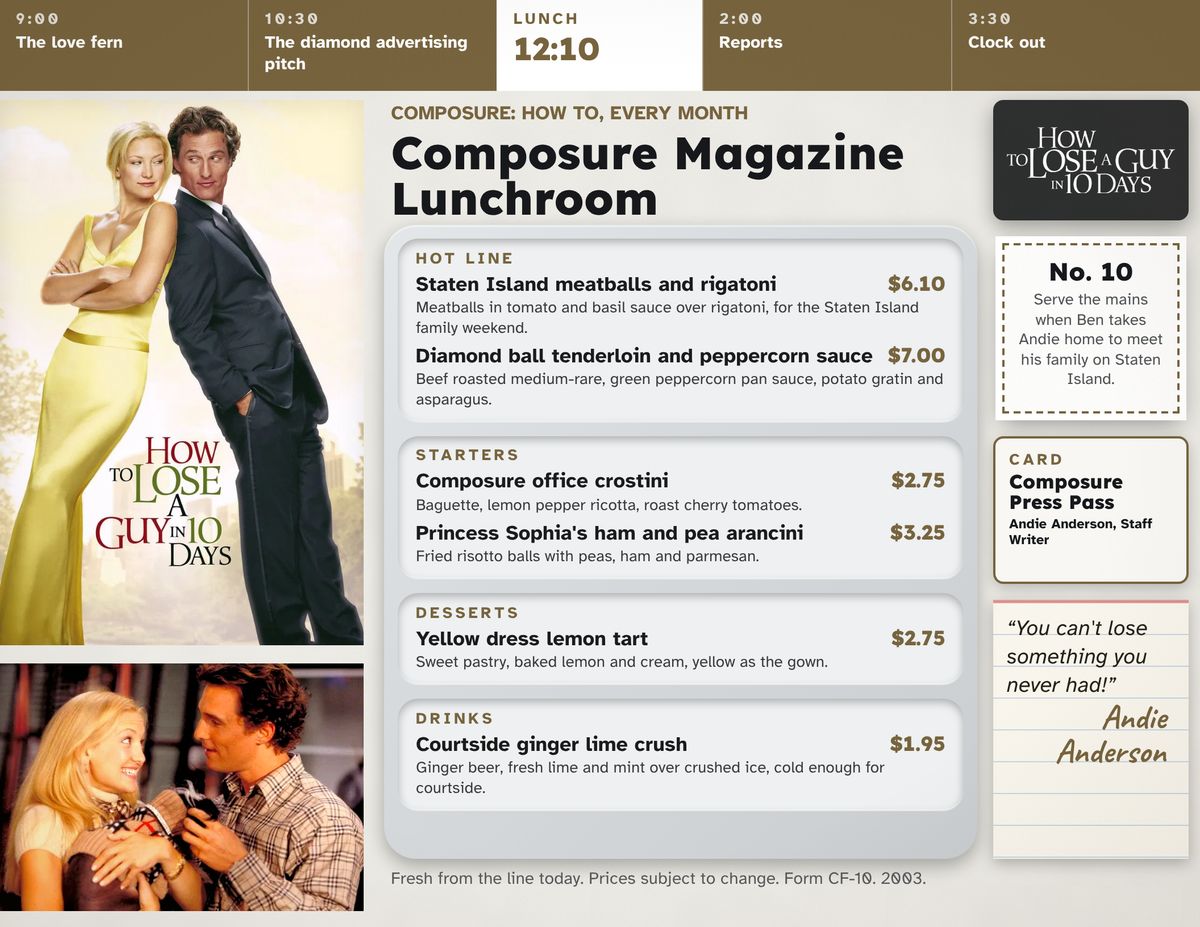 9:00
The love fern
10:30
The diamond advertising
pitch
LUNCH
12:10
2:00
Reports
3:30
Clock out
HOW
TO LOSE
A
GUY IN 10
DAYS
COMPOSURE: HOW TO, EVERY MONTH
Composure Magazine
Lunchroom
HOT LINE
Staten Island meatballs and rigatoni $6.10
Meatballs in tomato and basil sauce over rigatoni, for the Staten Island
family weekend.
Diamond ball tenderloin and peppercorn sauce $7.00
Beef roasted medium-rare, green peppercorn pan sauce, potato gratin and
asparagus.
STARTERS
Composure office crostini $2.75
Baguette, lemon pepper ricotta, roast cherry tomatoes.
Princess Sophia's ham and pea arancini $3.25
Fried risotto balls with peas, ham and parmesan.
DESSERTS
Yellow dress lemon tart $2.75
Sweet pastry, baked lemon and cream, yellow as the gown.
DRINKS
Courtside ginger lime crush $1.95
Ginger beer, fresh lime and mint over crushed ice, cold enough for
courtside.
Fresh from the line today. Prices subject to change. Form CF-10. 2003.
HOW
TO LOSE A GUY
IN 10 DAYS
No. 10
Serve the mains
when Ben takes
Andie home to meet
his family on Staten
Island.
CARD
Composure
Press Pass
Andie Anderson, Staff
Writer
“You can't lose
something you
never had!”
Andie
Anderson